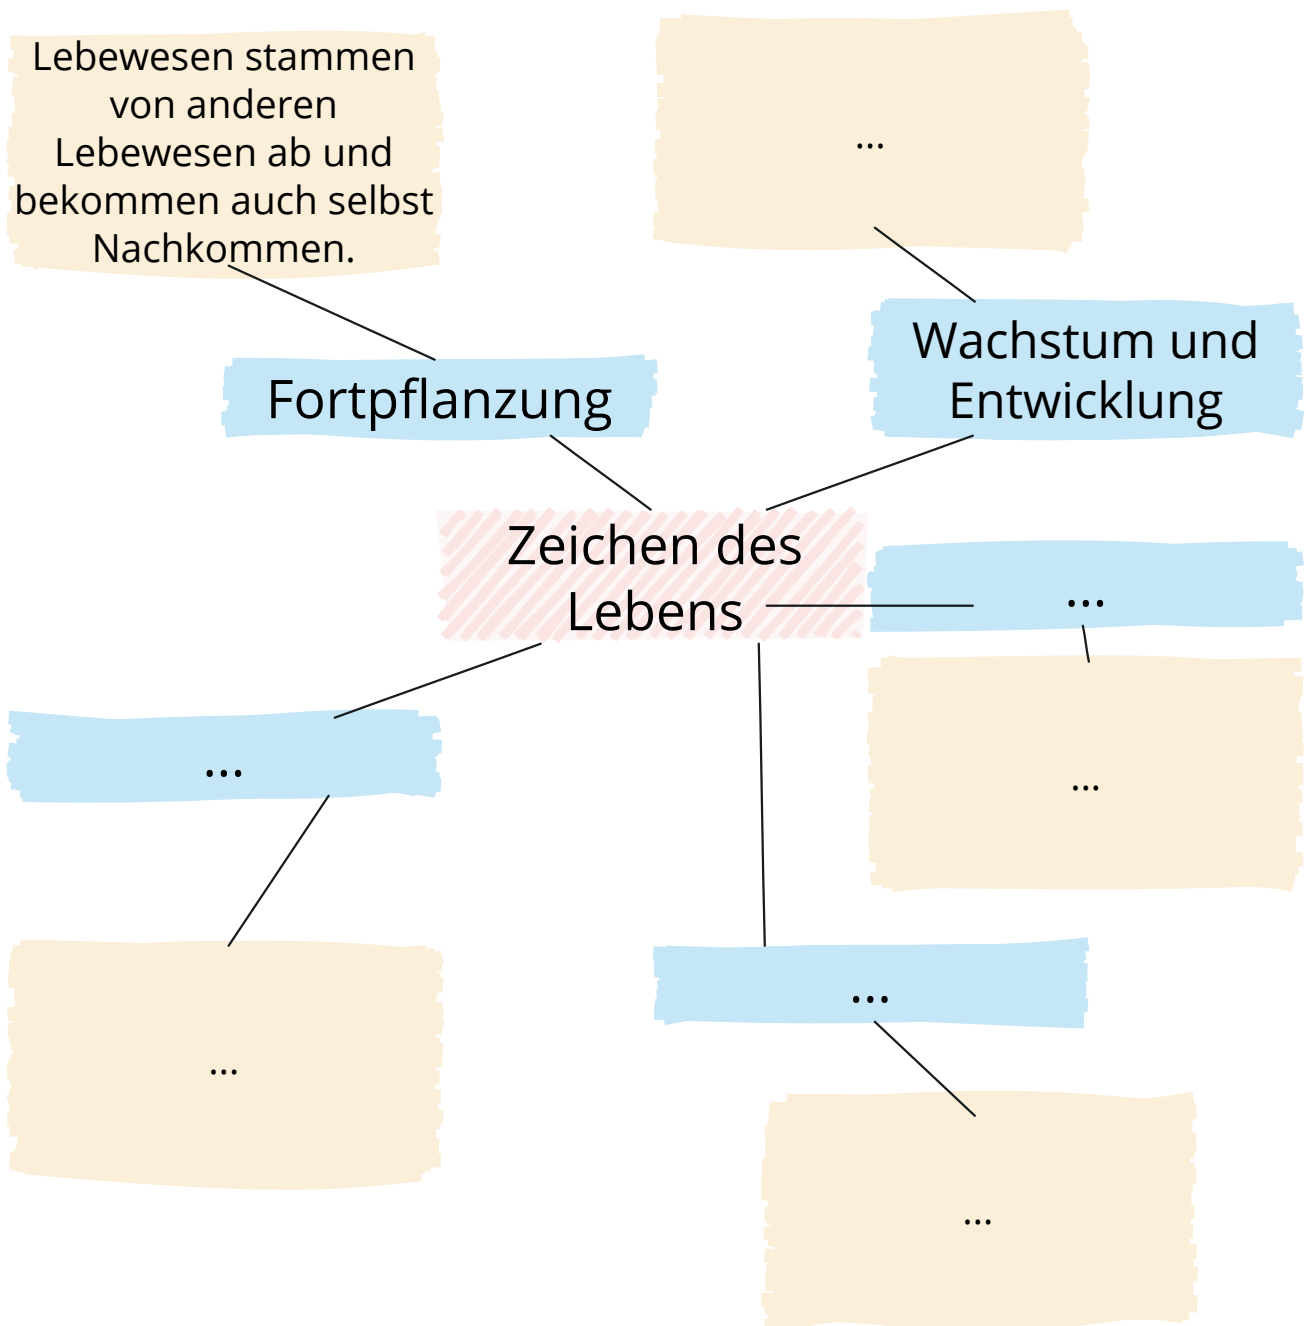 Lebewesen stammen
von anderen
Lebewesen ab und
bekommen auch selbst
Nachkommen.
...
Fortpflanzung
Wachstum und
Entwicklung
Zeichen des
Lebens
...
...
...
...
...
...